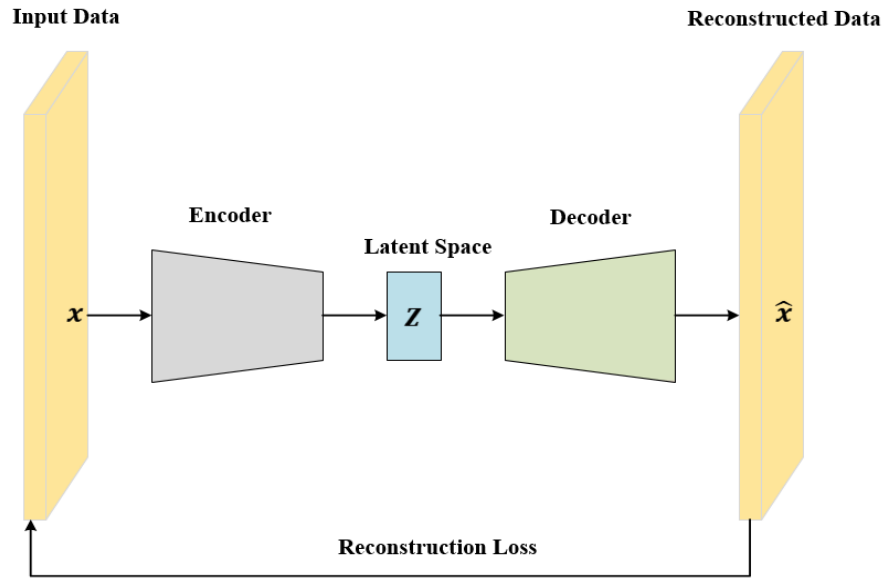 Input Data
Reconstructed Data
Encoder
Decoder
Latent Space
x
Z
x̂
Reconstruction Loss